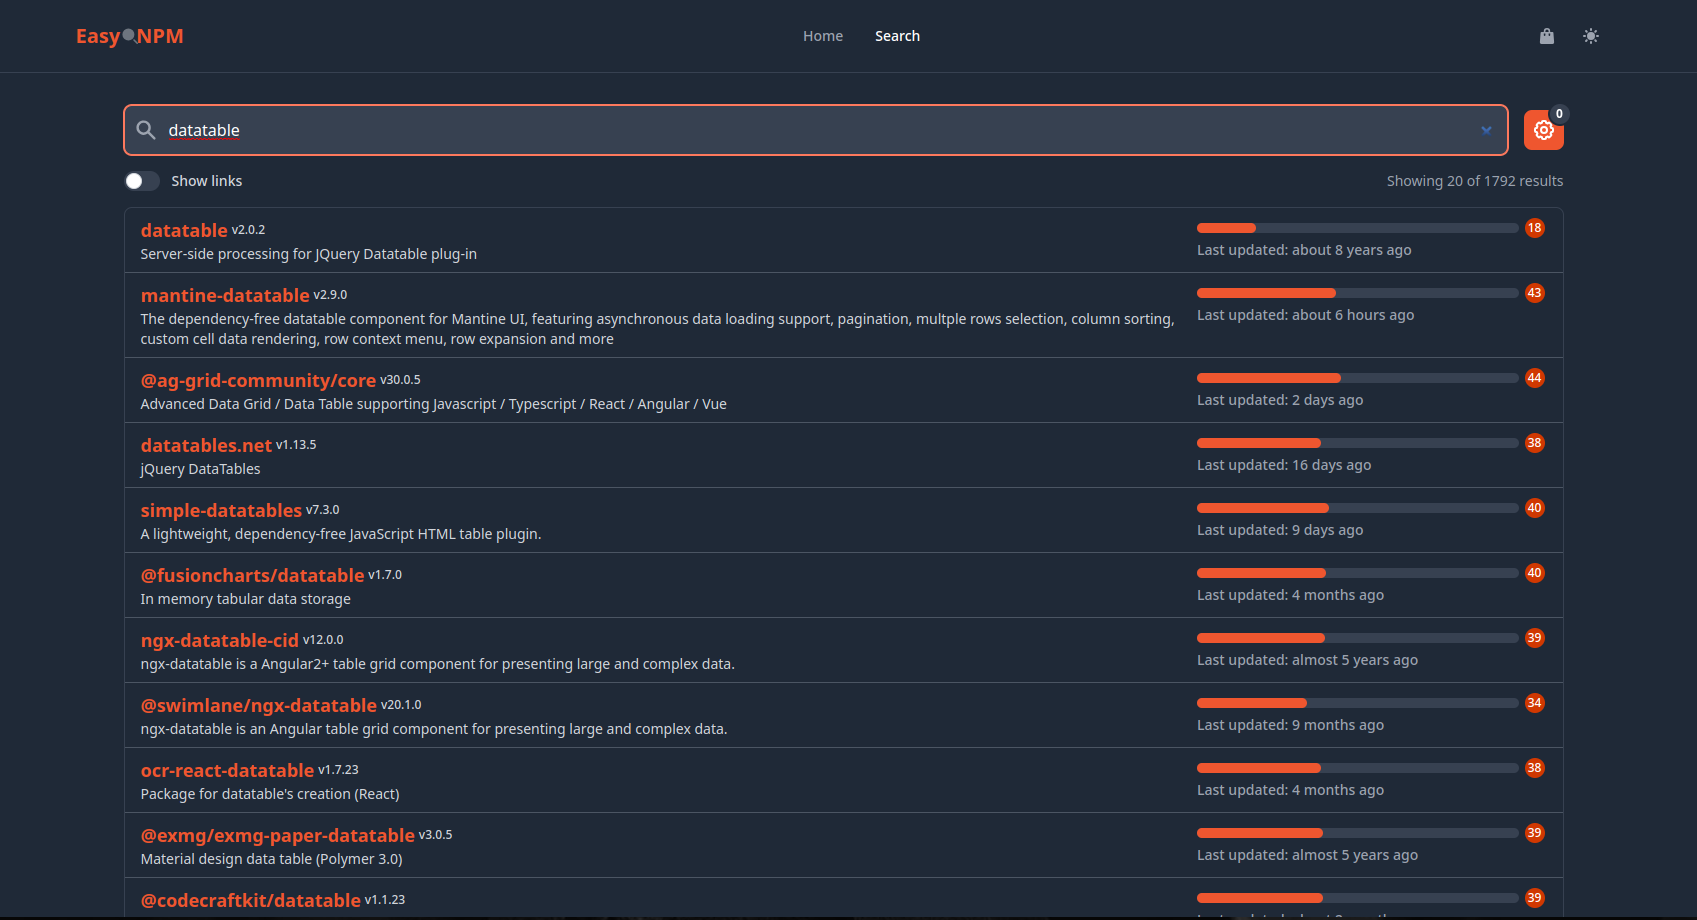 Easy NPM
Home
Search
datatable
0
Show links
Showing 20 of 1792 results
datatable v2.0.2
18
Server-side processing for JQuery Datatable plug-in
Last updated: about 8 years ago
mantine-datatable v2.9.0
43
The dependency-free datatable component for Mantine UI, featuring asynchronous data loading support, pagination, multple rows selection, column sorting,
custom cell data rendering, row context menu, row expansion and more
Last updated: about 6 hours ago
@ag-grid-community/core v30.0.5
44
Advanced Data Grid / Data Table supporting Javascript / Typescript / React / Angular / Vue
Last updated: 2 days ago
datatables.net v1.13.5
38
jQuery DataTables
Last updated: 16 days ago
simple-datatables v7.3.0
40
A lightweight, dependency-free JavaScript HTML table plugin.
Last updated: 9 days ago
@fusioncharts/datatable v1.7.0
40
In memory tabular data storage
Last updated: 4 months ago
ngx-datatable-cid v12.0.0
39
ngx-datatable is a Angular2+ table grid component for presenting large and complex data.
Last updated: almost 5 years ago
@swimlane/ngx-datatable v20.1.0
34
ngx-datatable is an Angular table grid component for presenting large and complex data.
Last updated: 9 months ago
ocr-react-datatable v1.7.23
38
Package for datatable's creation (React)
Last updated: 4 months ago
@exmg/exmg-paper-datatable v3.0.5
39
Material design data table (Polymer 3.0)
Last updated: almost 5 years ago
@codecraftkit/datatable v1.1.23
39